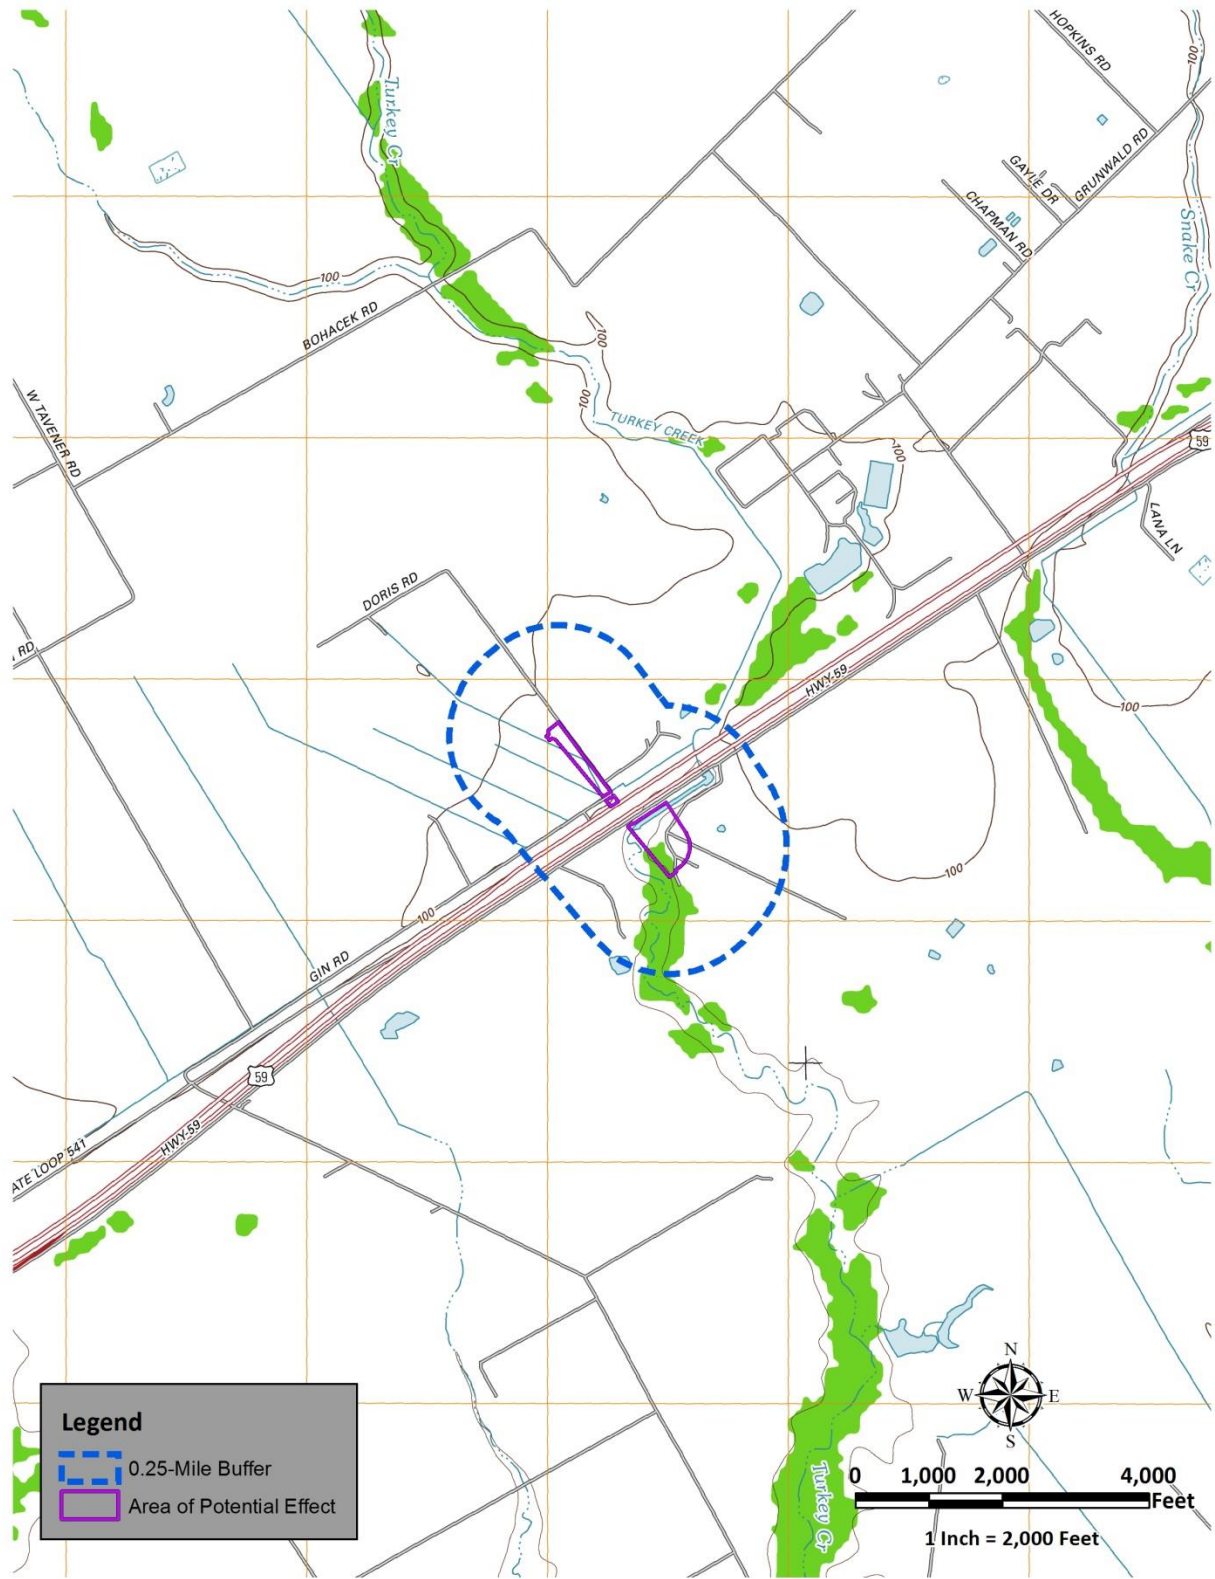 HOPKINS RD
100
Turkey Cr
GAYLE DR
GRUNWALD RD
CHAPMAN RD
Snake Cr
100
BOHACEK RD
100
100
W TAVENER RD
TURKEY CREEK
100
59
LANA LN
DORIS RD
RD
HWY-59
100
100
100
GIN RD
59
HWY-59
ATE LOOP 541
N
W
E
S
Legend
0.25-Mile Buffer
Area of Potential Effect
0 1,000 2,000 4,000
Feet
1 Inch = 2,000 Feet
Turkey Cr